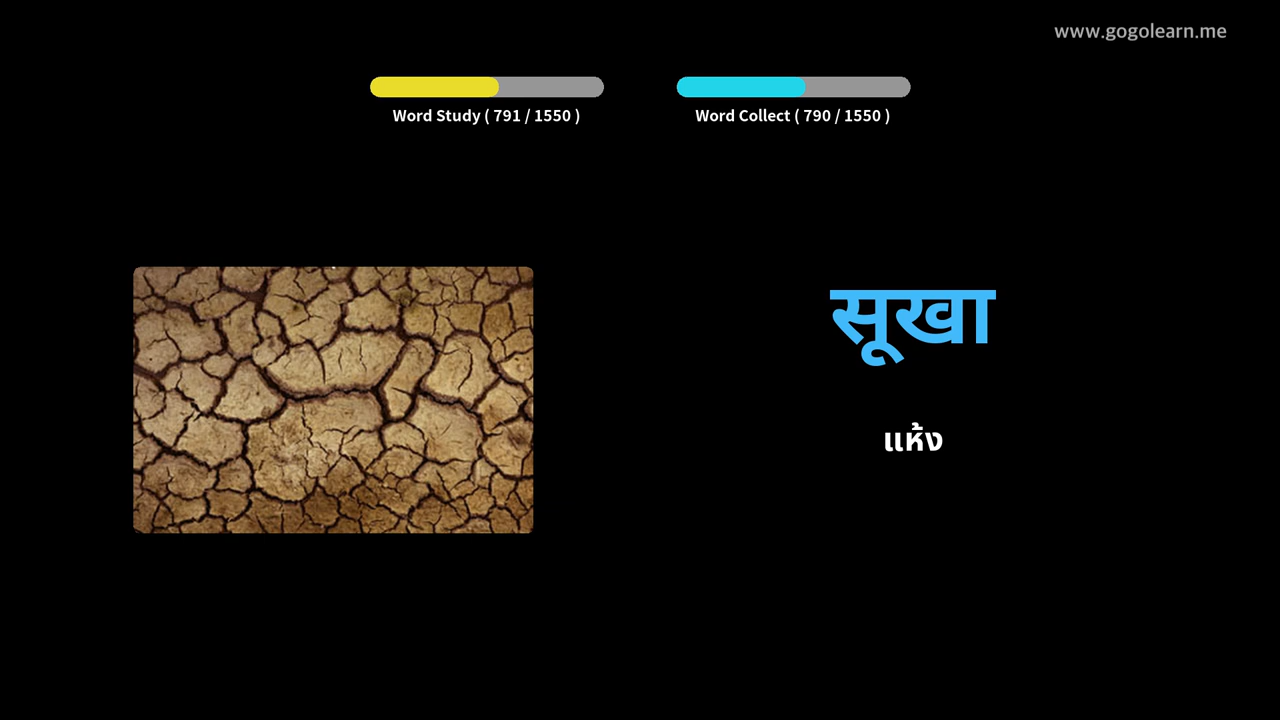 www.gogolearn.me
Word Study ( 791 / 1550 )
Word Collect ( 790 / 1550 )
सूखा
แห้ง